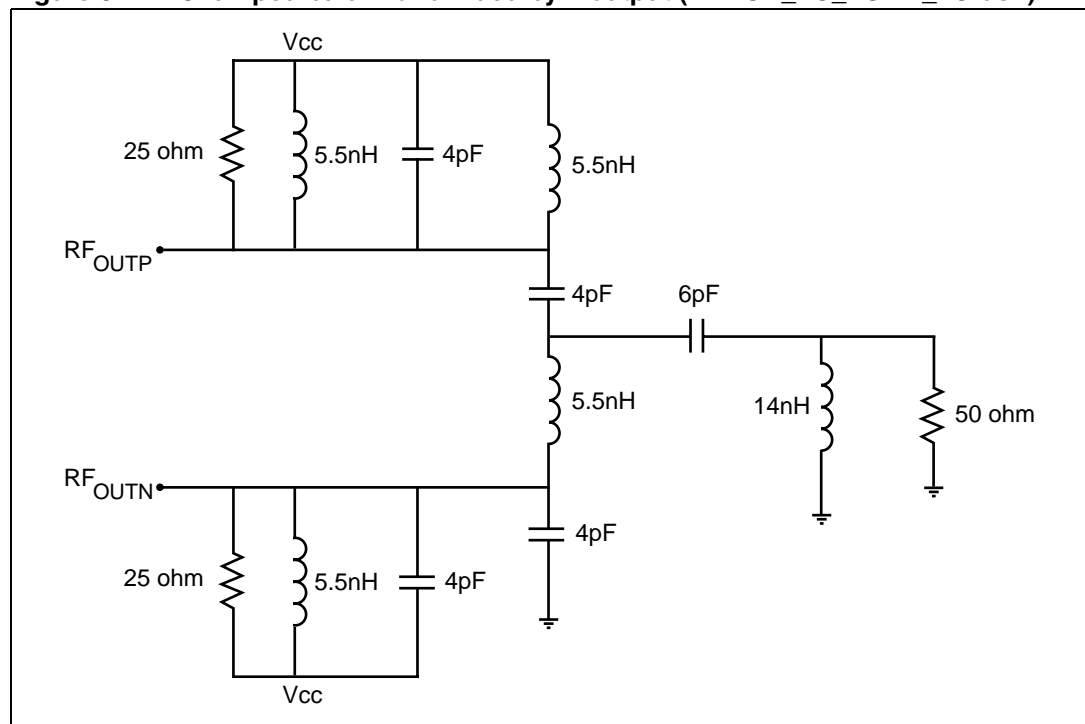 Vcc
25 ohm
5.5nH
4pF
5.5nH
RF OUTP
4pF
6pF
5.5nH
14nH
50 ohm
RF OUTN
4pF
25 ohm
5.5nH
4pF
Vcc